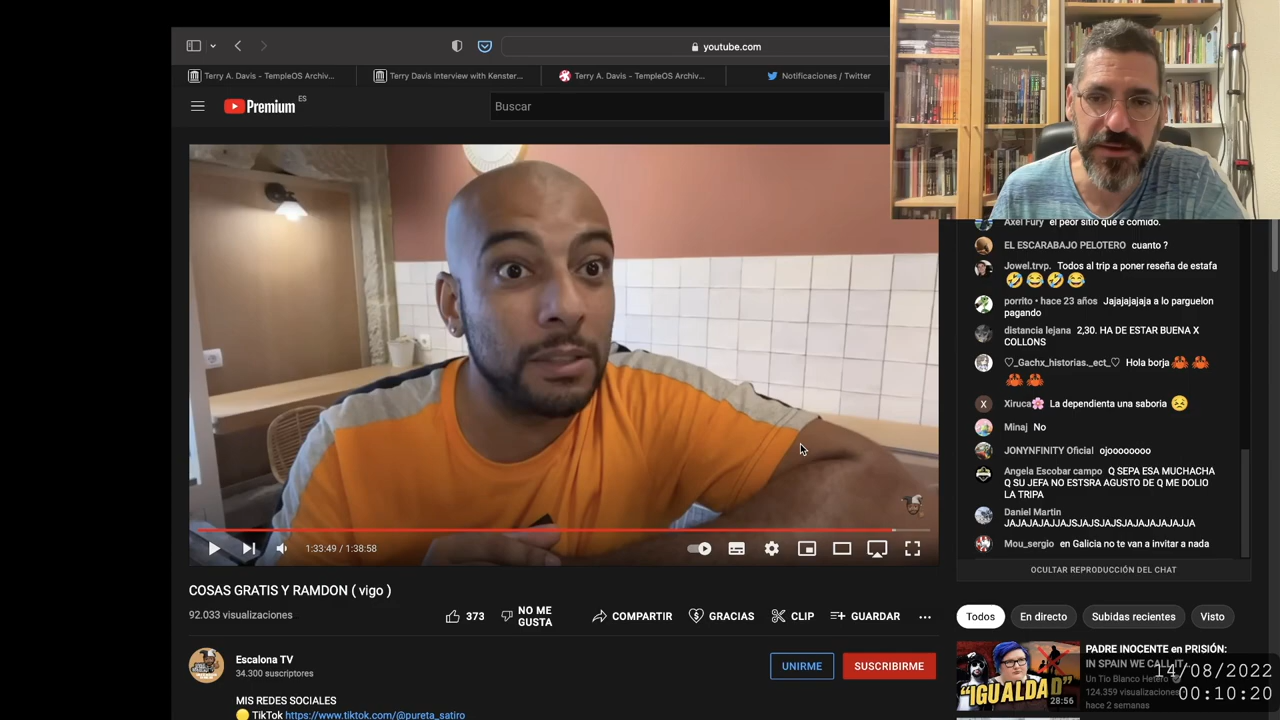 youtube.com
Terry A. Davis - TempleOS Archiv...
Terry Davis Interview with Kenster...
Terry A. Davis - TempleOS Archiv...
Notificaciones / Twitter
Premium ES
Buscar
Axel Fury el peor sitio que e comido.
EL ESCARABAJO PELOTERO cuanto ?
Jowel.trvp. Todos al trip a poner reseña de estafa
🤣😂🤣😂
porrito • hace 23 años Jajajajaja a lo parguelon
pagando
distancia lejana 2,30. HA DE ESTAR BUENA X
COLLONS
♡_Gachx_historias._ect_♡ Hola borja🦀🦀
🦀🦀
X
Xiruca🌸 La dependienta una saboria 😣
Minaj No
JONYNFINITY Oficial ojoooooooo
Angela Escobar campo Q SEPA ESA MUCHACHA
Q SU JEFA NO ESTSRA AGUSTO DE Q ME DOLIO
LA TRIPA
Daniel Martin
JAJAJAJAJJAJSJAJSJAJSJAJAJAJAJAJJA
Mou_sergio en Galicia no te van a invitar a nada
OCULTAR REPRODUCCIÓN DEL CHAT
1:33:49 / 1:38:58
COSAS GRATIS Y RAMDON ( vigo )
92.033 visualizaciones
373
NO ME
GUSTA
COMPARTIR
GRACIAS
CLIP
GUARDAR
Todos
En directo
Subidas recientes
Visto
Escalona TV
34.300 suscriptores
UNIRME
SUSCRIBIRME
MIS REDES SOCIALES
TikTok https://www.tiktok.com/@pureta_satiro
"IGUALDAD"
28:56
PADRE INOCENTE en PRISIÓN:
IN SPAIN WE CALL IT
Un Tío Blanco Hetero
124.359 visualizaciones
hace 2 semanas
14/08/2022
00:10:20